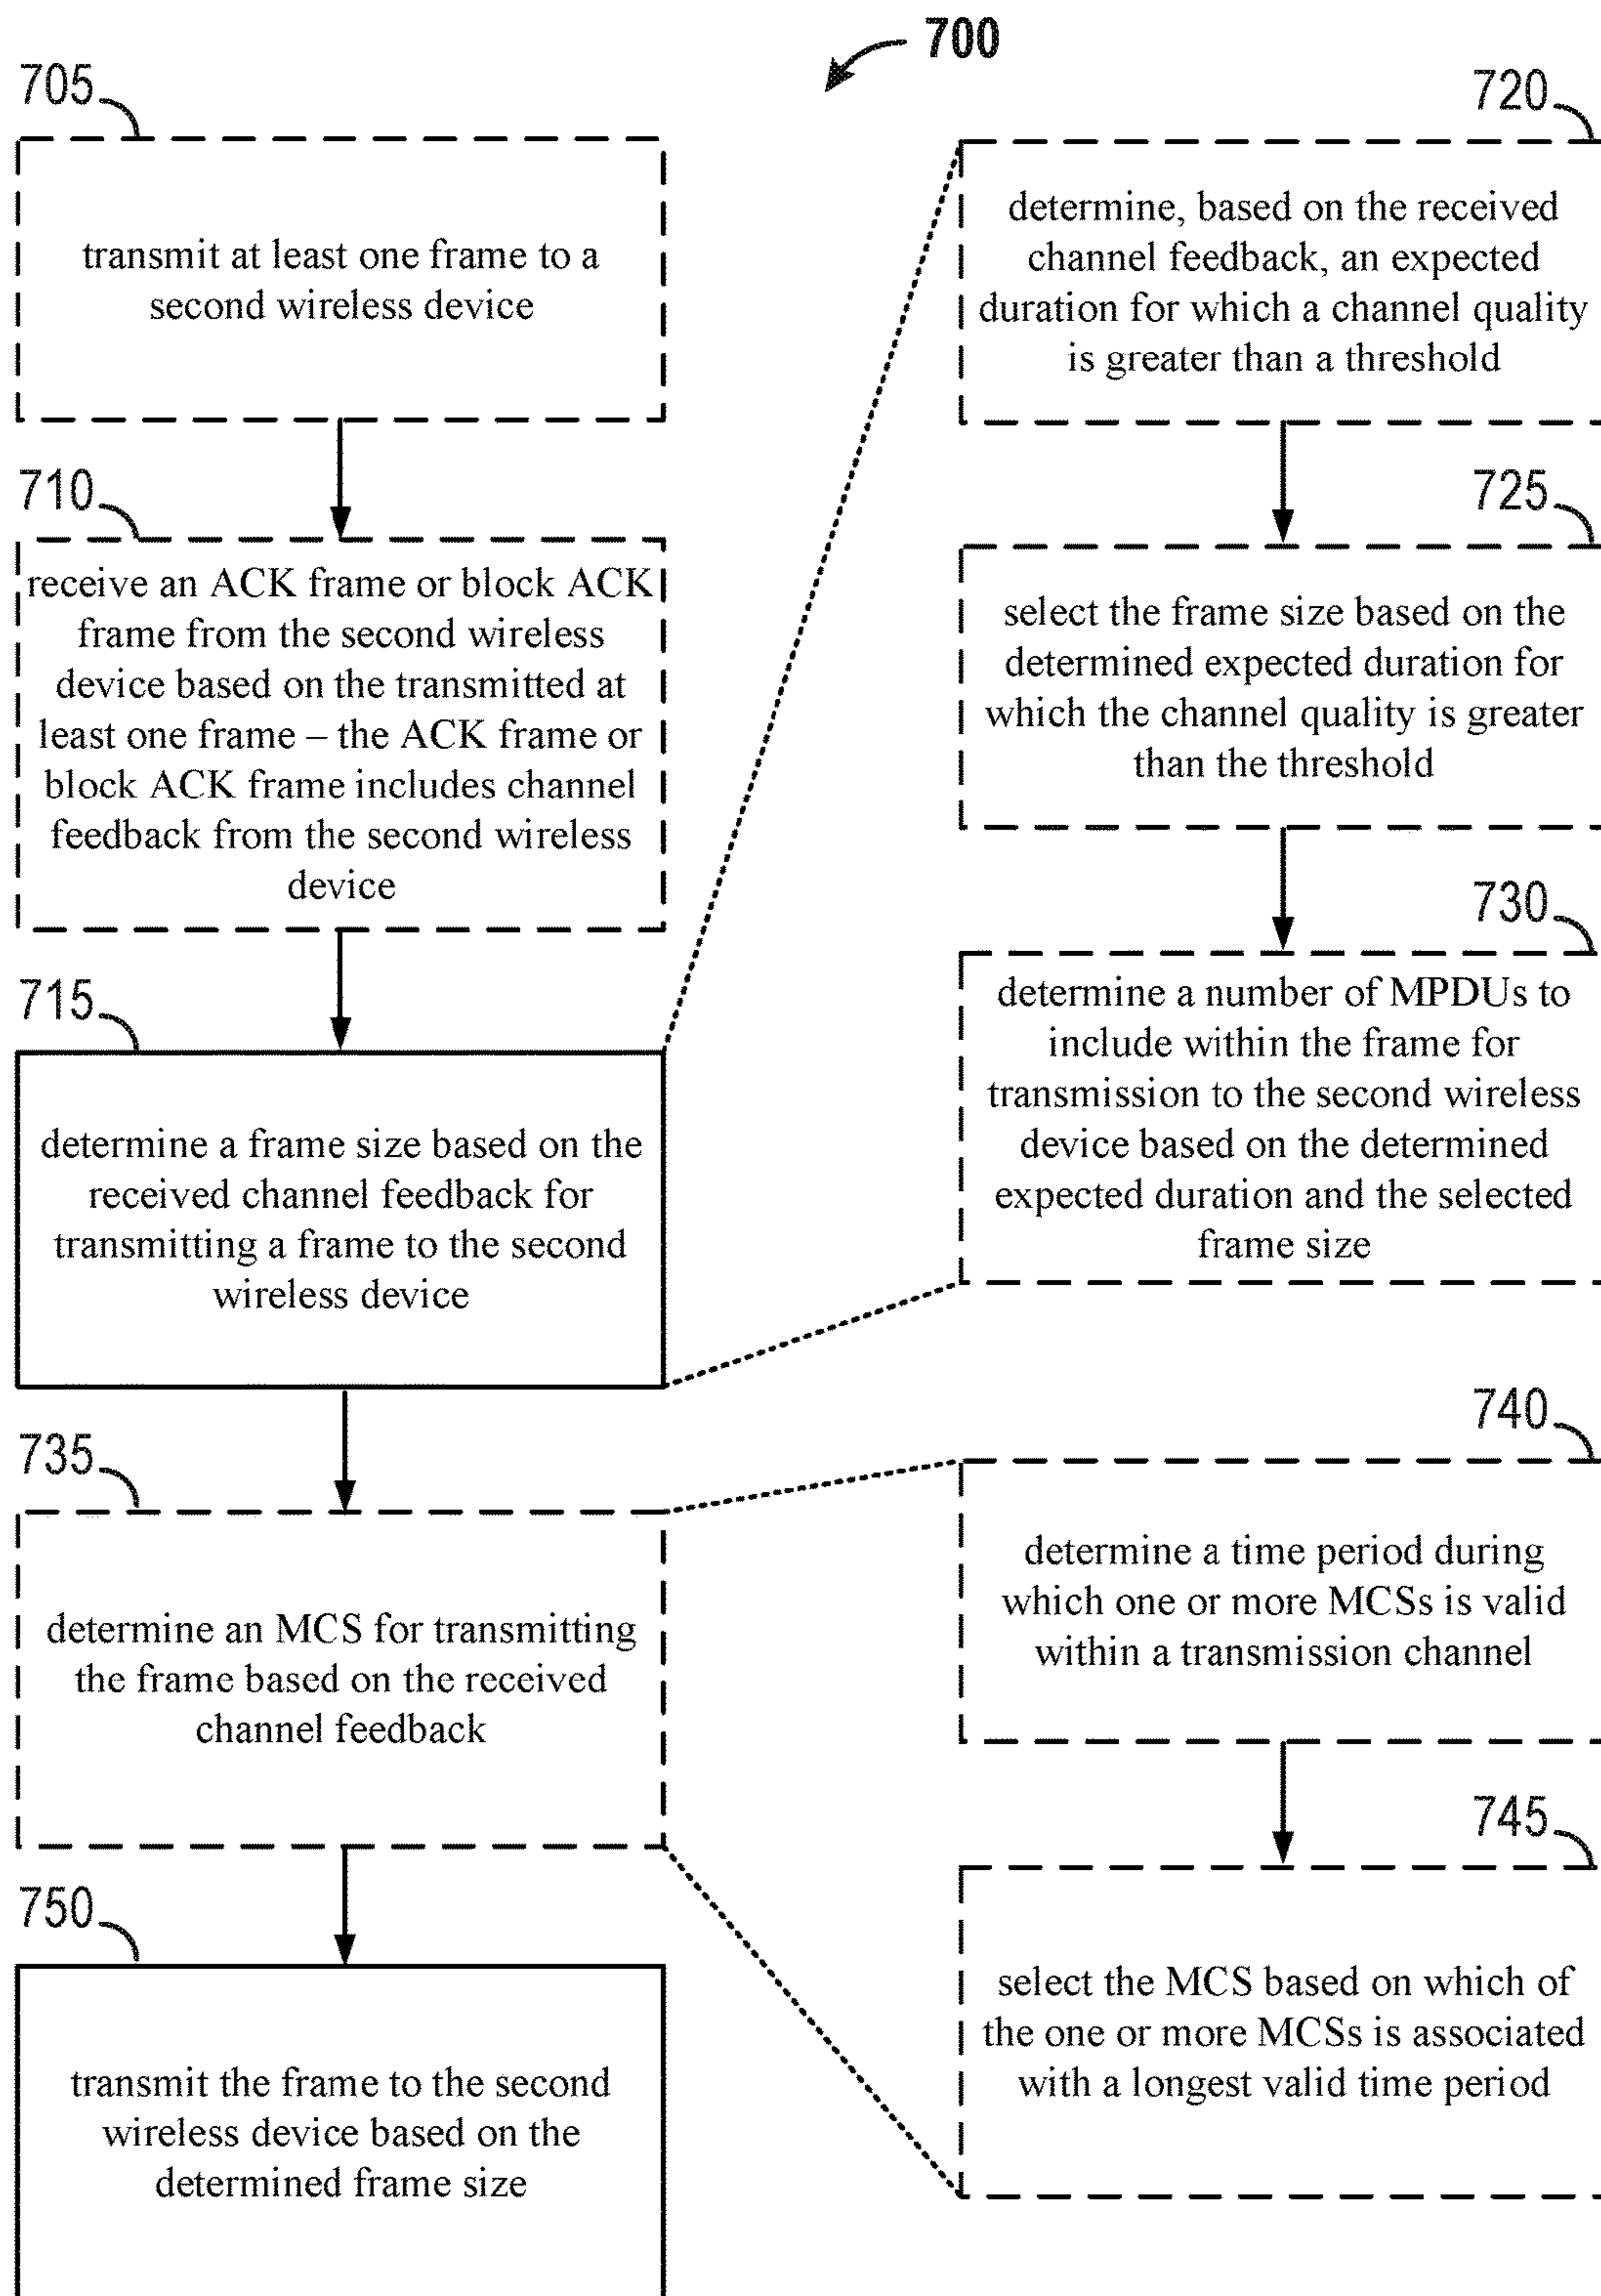 700
705
transmit at least one frame to a
second wireless device
710
receive an ACK frame or block ACK
frame from the second wireless
device based on the transmitted at
least one frame – the ACK frame or
block ACK frame includes channel
feedback from the second wireless
device
715
determine a frame size based on the
received channel feedback for
transmitting a frame to the second
wireless device
720
determine, based on the received
channel feedback, an expected
duration for which a channel quality
is greater than a threshold
725
select the frame size based on the
determined expected duration for
which the channel quality is greater
than the threshold
730
determine a number of MPDUs to
include within the frame for
transmission to the second wireless
device based on the determined
expected duration and the selected
frame size
735
determine an MCS for transmitting
the frame based on the received
channel feedback
740
determine a time period during
which one or more MCSs is valid
within a transmission channel
745
select the MCS based on which of
the one or more MCSs is associated
with a longest valid time period
750
transmit the frame to the second
wireless device based on the
determined frame size